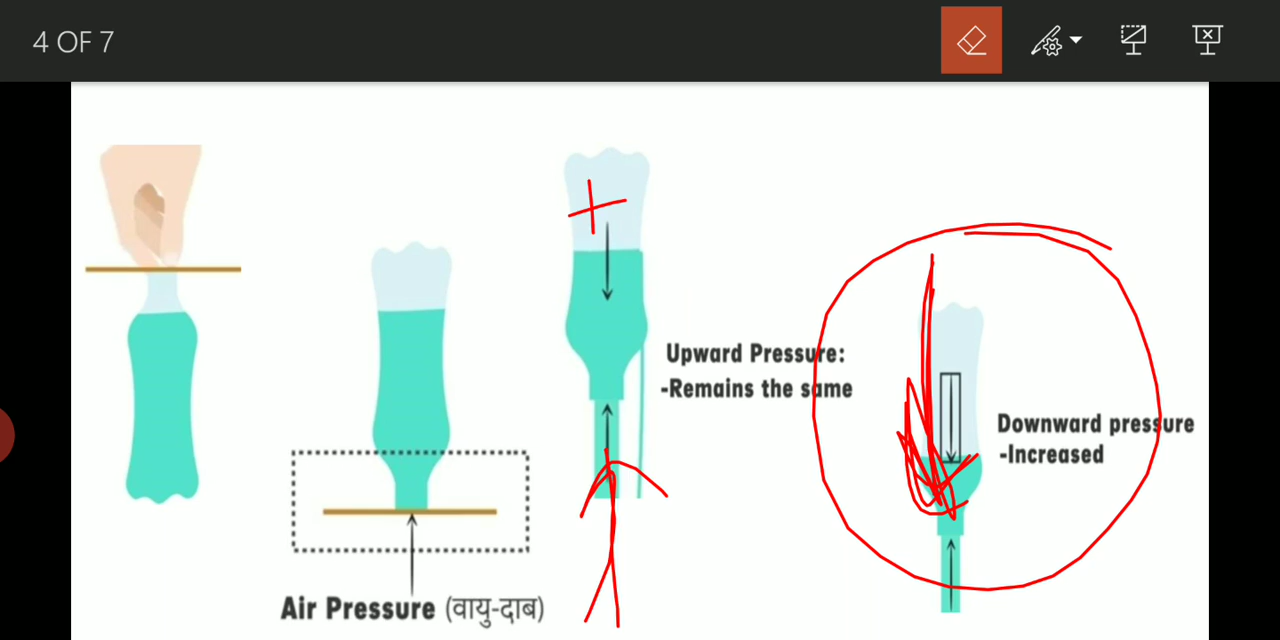 4 OF 7
Upward Pressure:
-Remains the same
Downward pressure
-Increased
Air Pressure (वायु-दाब)